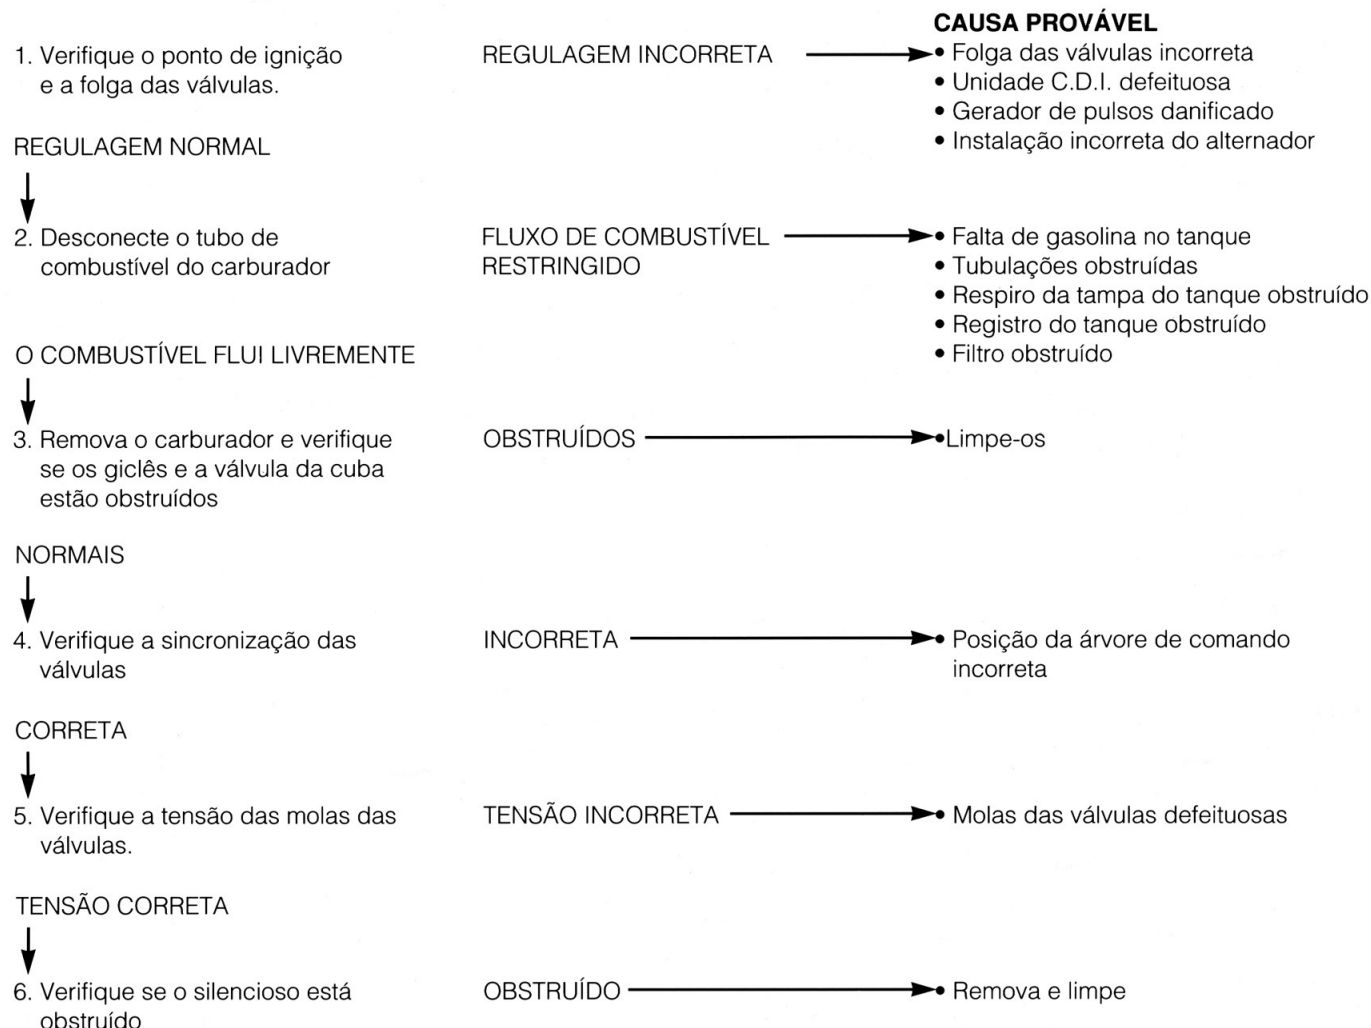 CAUSA PROVÁVEL
1. Verifique o ponto de ignição
e a folga das válvulas.
REGULAGEM INCORRETA
• Folga das válvulas incorreta
• Unidade C.D.I. defeituosa
• Gerador de pulsos danificado
• Instalação incorreta do alternador
REGULAGEM NORMAL
2. Desconecte o tubo de
combustível do carburador
FLUXO DE COMBUSTÍVEL
RESTRINGIDO
• Falta de gasolina no tanque
• Tubulações obstruídas
• Respiro da tampa do tanque obstruído
• Registro do tanque obstruído
• Filtro obstruído
O COMBUSTÍVEL FLUI LIVREMENTE
3. Remova o carburador e verifique
se os giclês e a válvula da cuba
estão obstruídos
OBSTRUÍDOS
•Limpe-os
NORMAIS
4. Verifique a sincronização das
válvulas
INCORRETA
• Posição da árvore de comando
incorreta
CORRETA
5. Verifique a tensão das molas das
válvulas.
TENSÃO INCORRETA
• Molas das válvulas defeituosas
TENSÃO CORRETA
6. Verifique se o silencioso está
obstruído
OBSTRUÍDO
• Remova e limpe